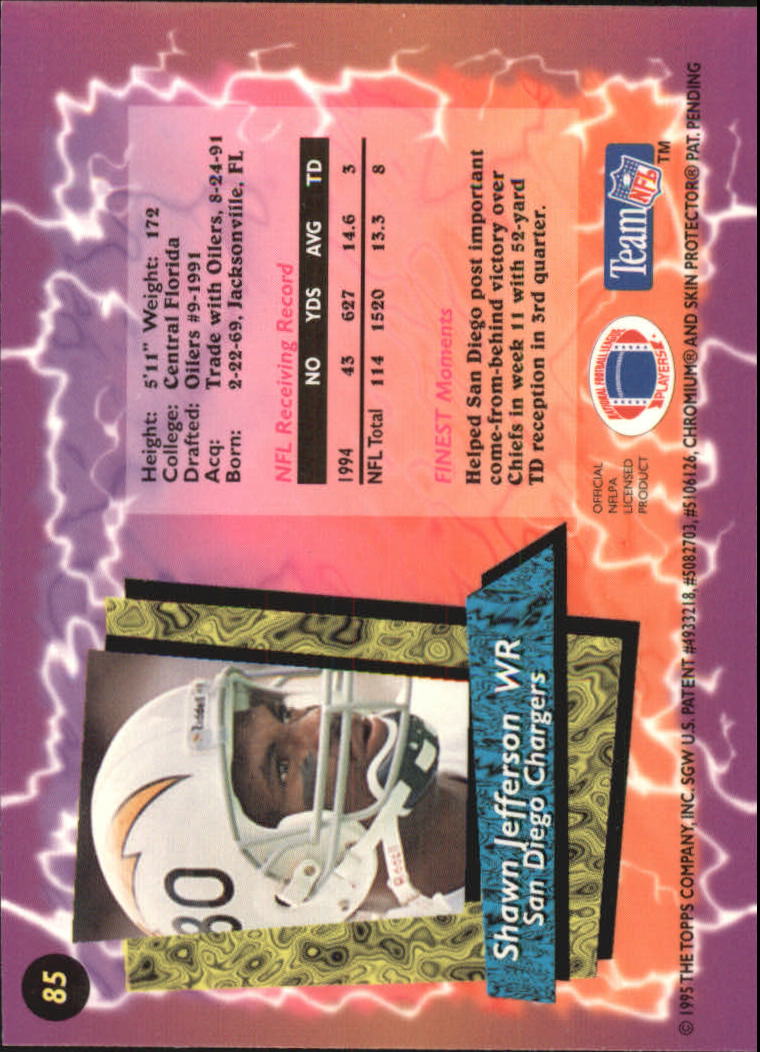 85
80
Riddell
Shawn Jefferson WR
San Diego Chargers
Height: 5'11" Weight: 172
College: Central Florida
Drafted: Oilers #9-1991
Acq: Trade with Oilers, 8-24-91
Born: 2-22-69, Jacksonville, FL
NFL Receiving Record
NO YDS AVG TD
1994 43 627 14.6 3
NFL Total 114 1520 13.3 8
FINEST Moments
Helped San Diego post important
come-from-behind victory over
Chiefs in week 11 with 52-yard
TD reception in 3rd quarter.
OFFICIAL
NFLPA
LICENSED
PRODUCT
NATIONAL FOOTBALL LEAGUE
PLAYERS
Team NFL TM
© 1995 THE TOPPS COMPANY, INC. SGW U.S. PATENT #4933218, #5082703, #5106126, CHROMIUM® AND SKIN PROTECTOR® PAT. PENDING